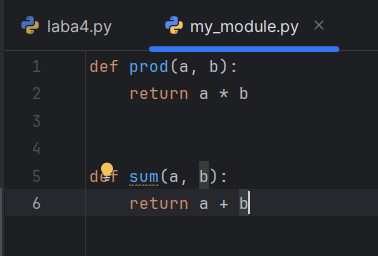 laba4.py my_module.py ×
1 def prod(a, b):
2     return a * b
3
4
5 def sum(a, b):
6     return a + b